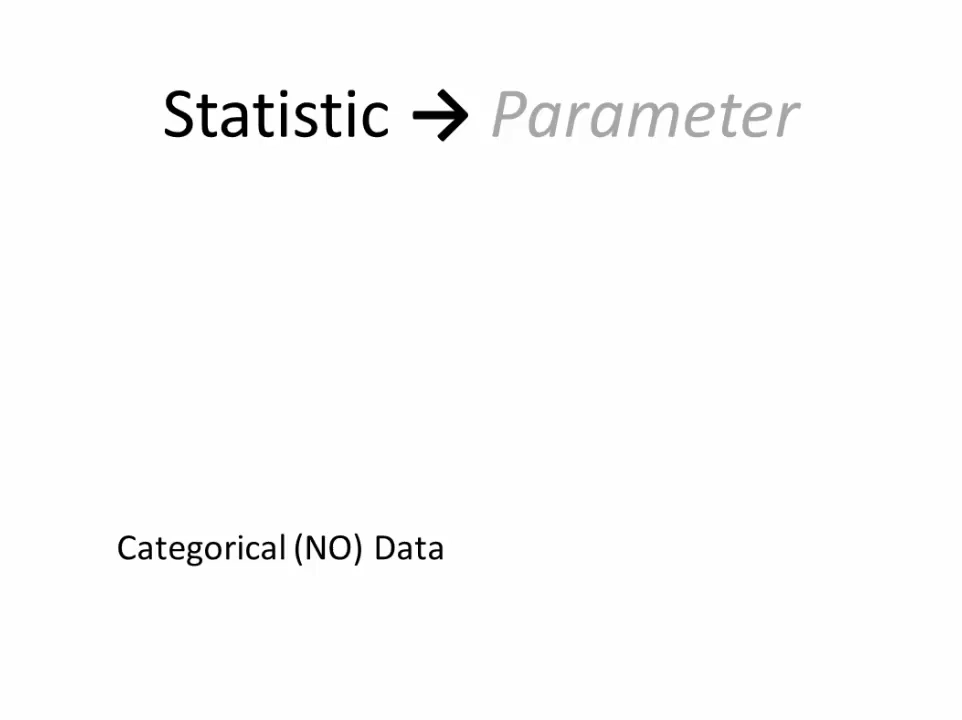 Statistic → Parameter
Categorical (NO) Data